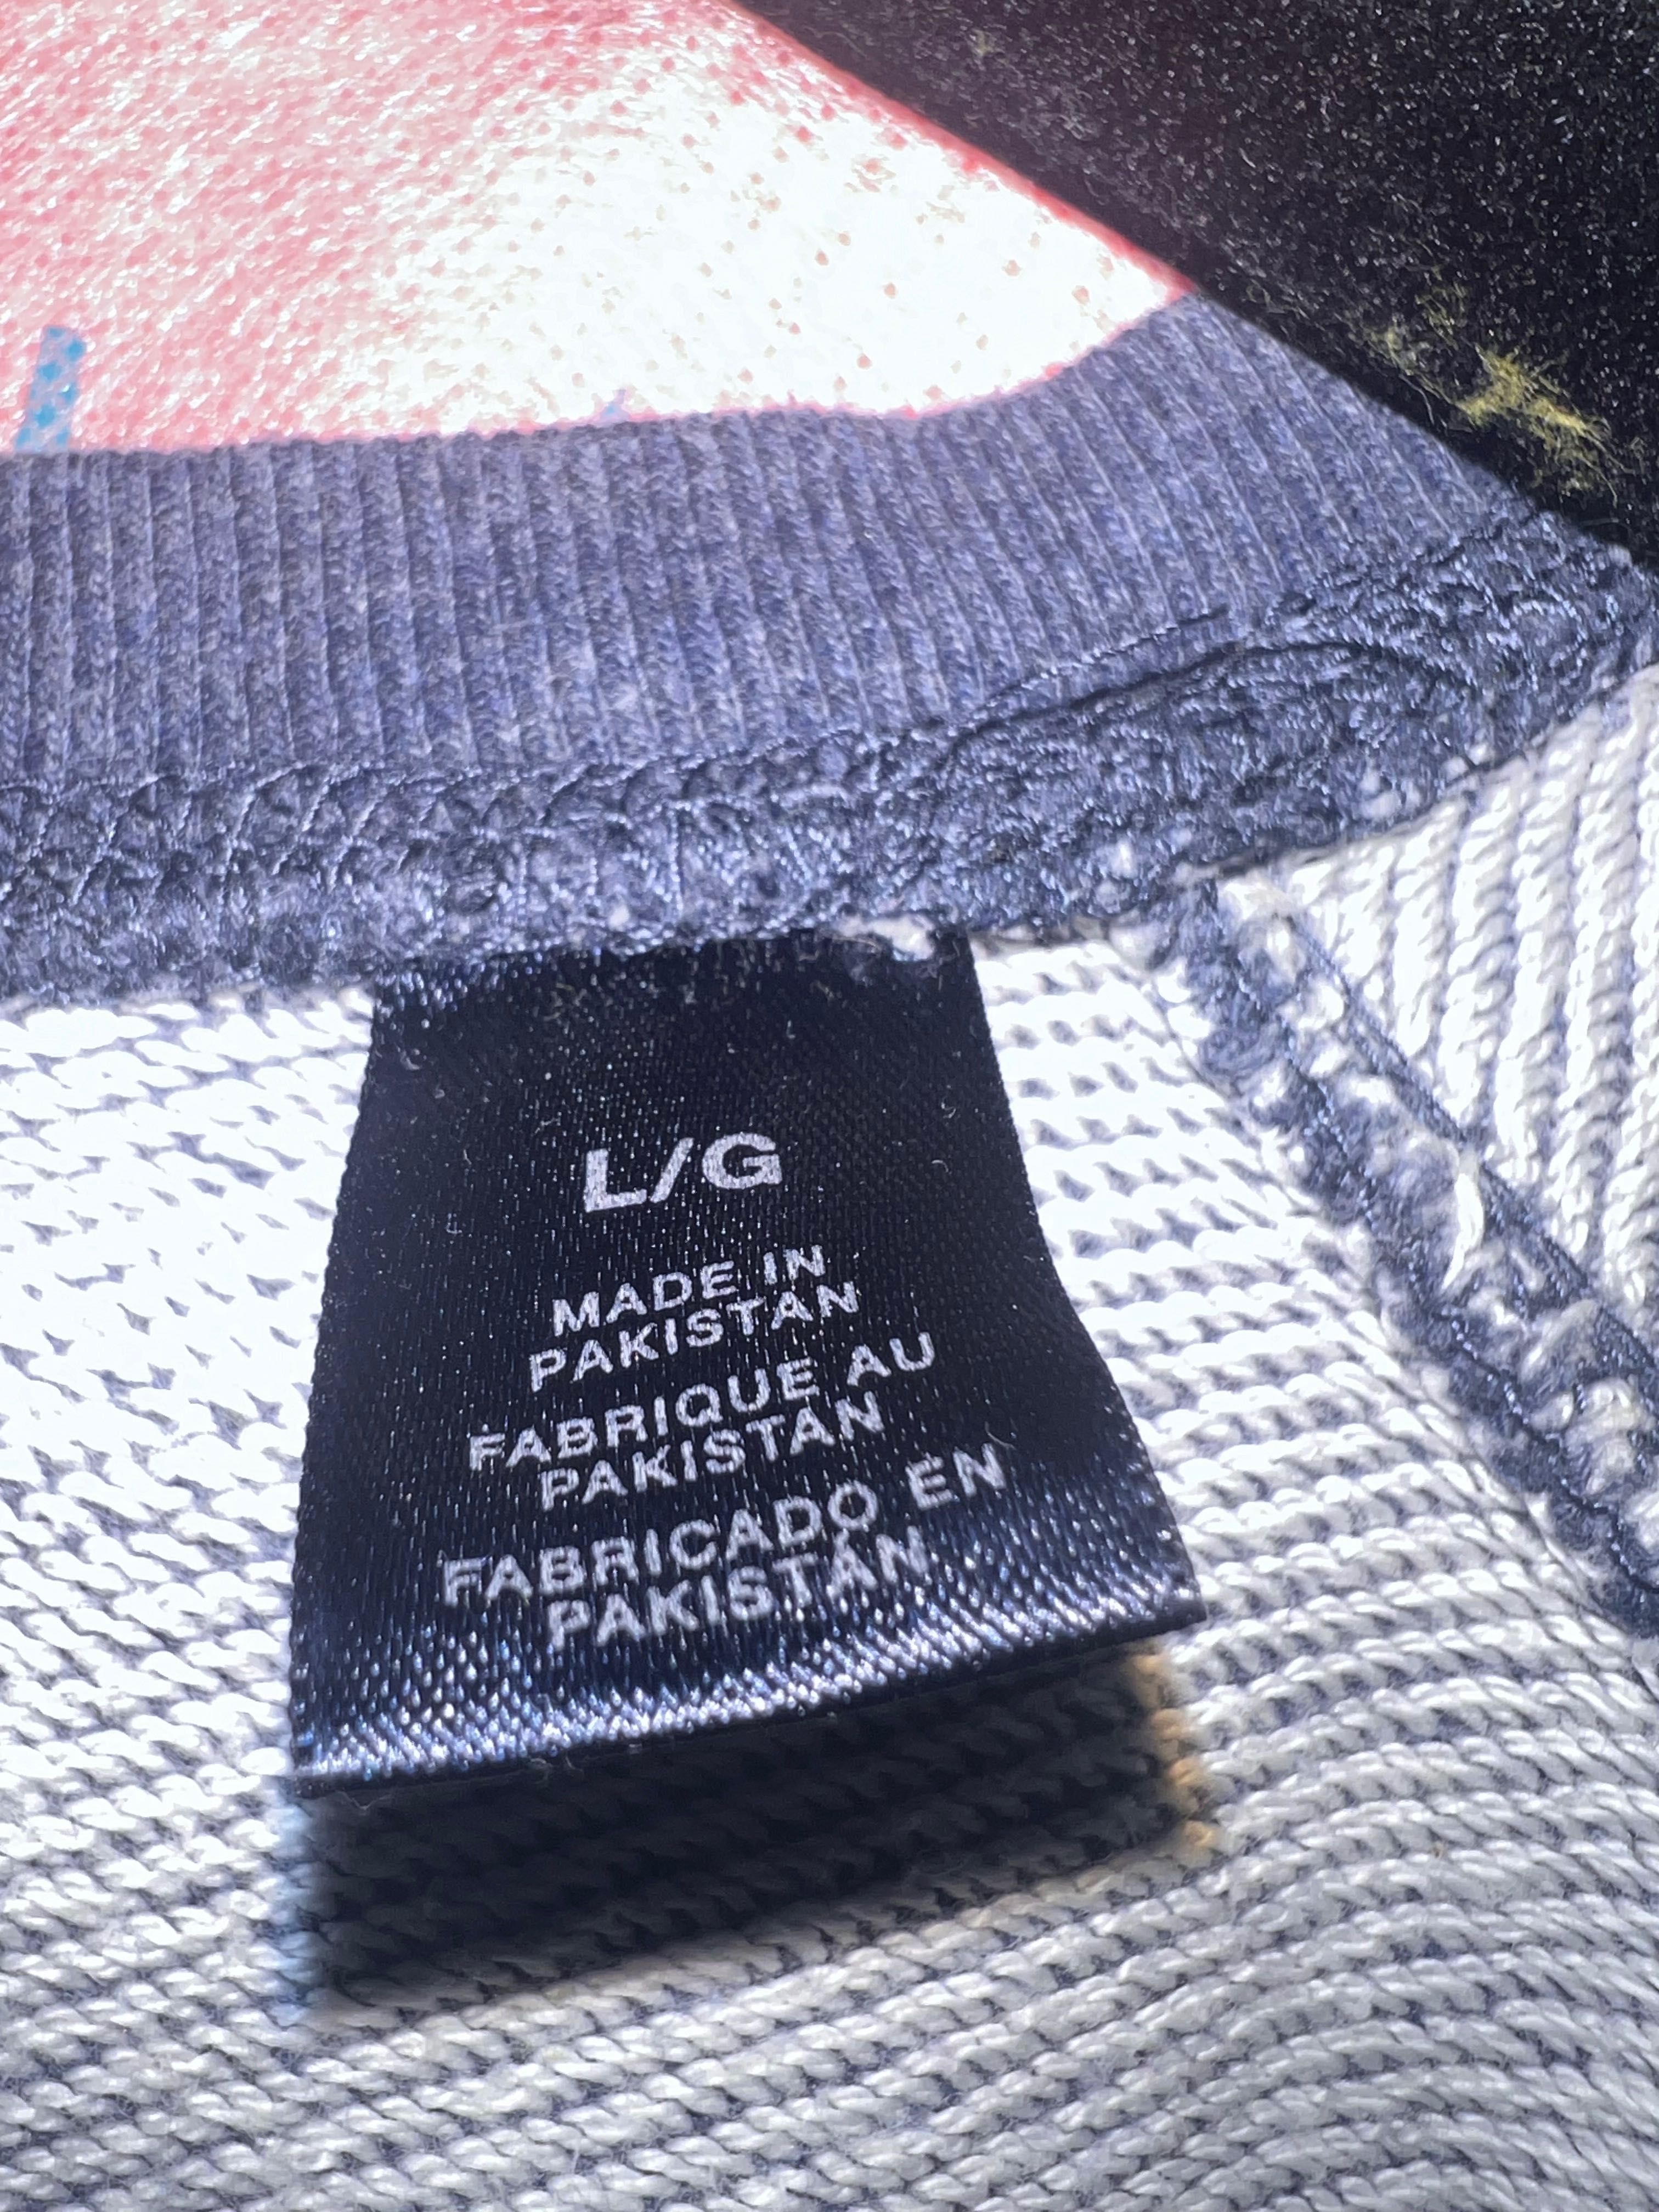 L/G
MADE IN
PAKISTAN
FABRIQUE AU
PAKISTAN
FABRICADO EN
PAKISTÁN